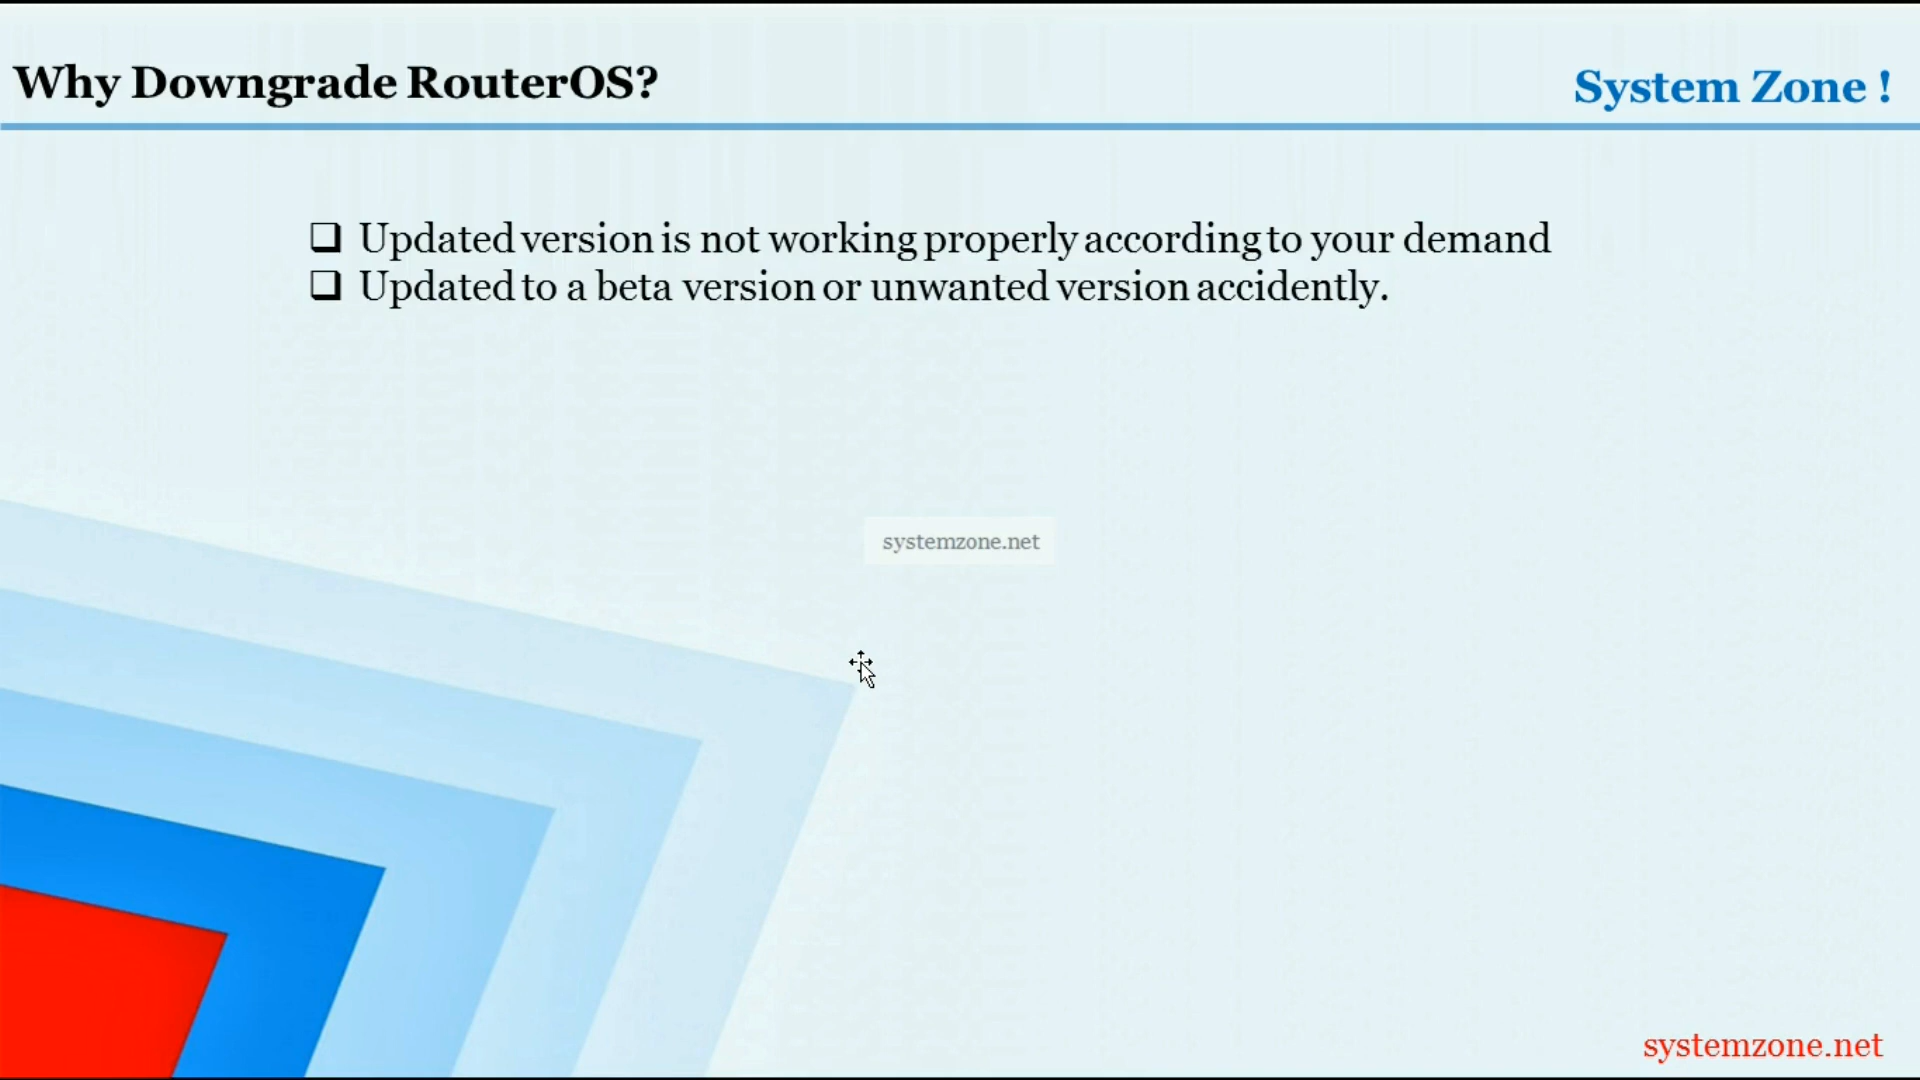 Why Downgrade RouterOS?
System Zone !
Updated version is not working properly according to your demand
Updated to a beta version or unwanted version accidently.
systemzone.net
systemzone.net